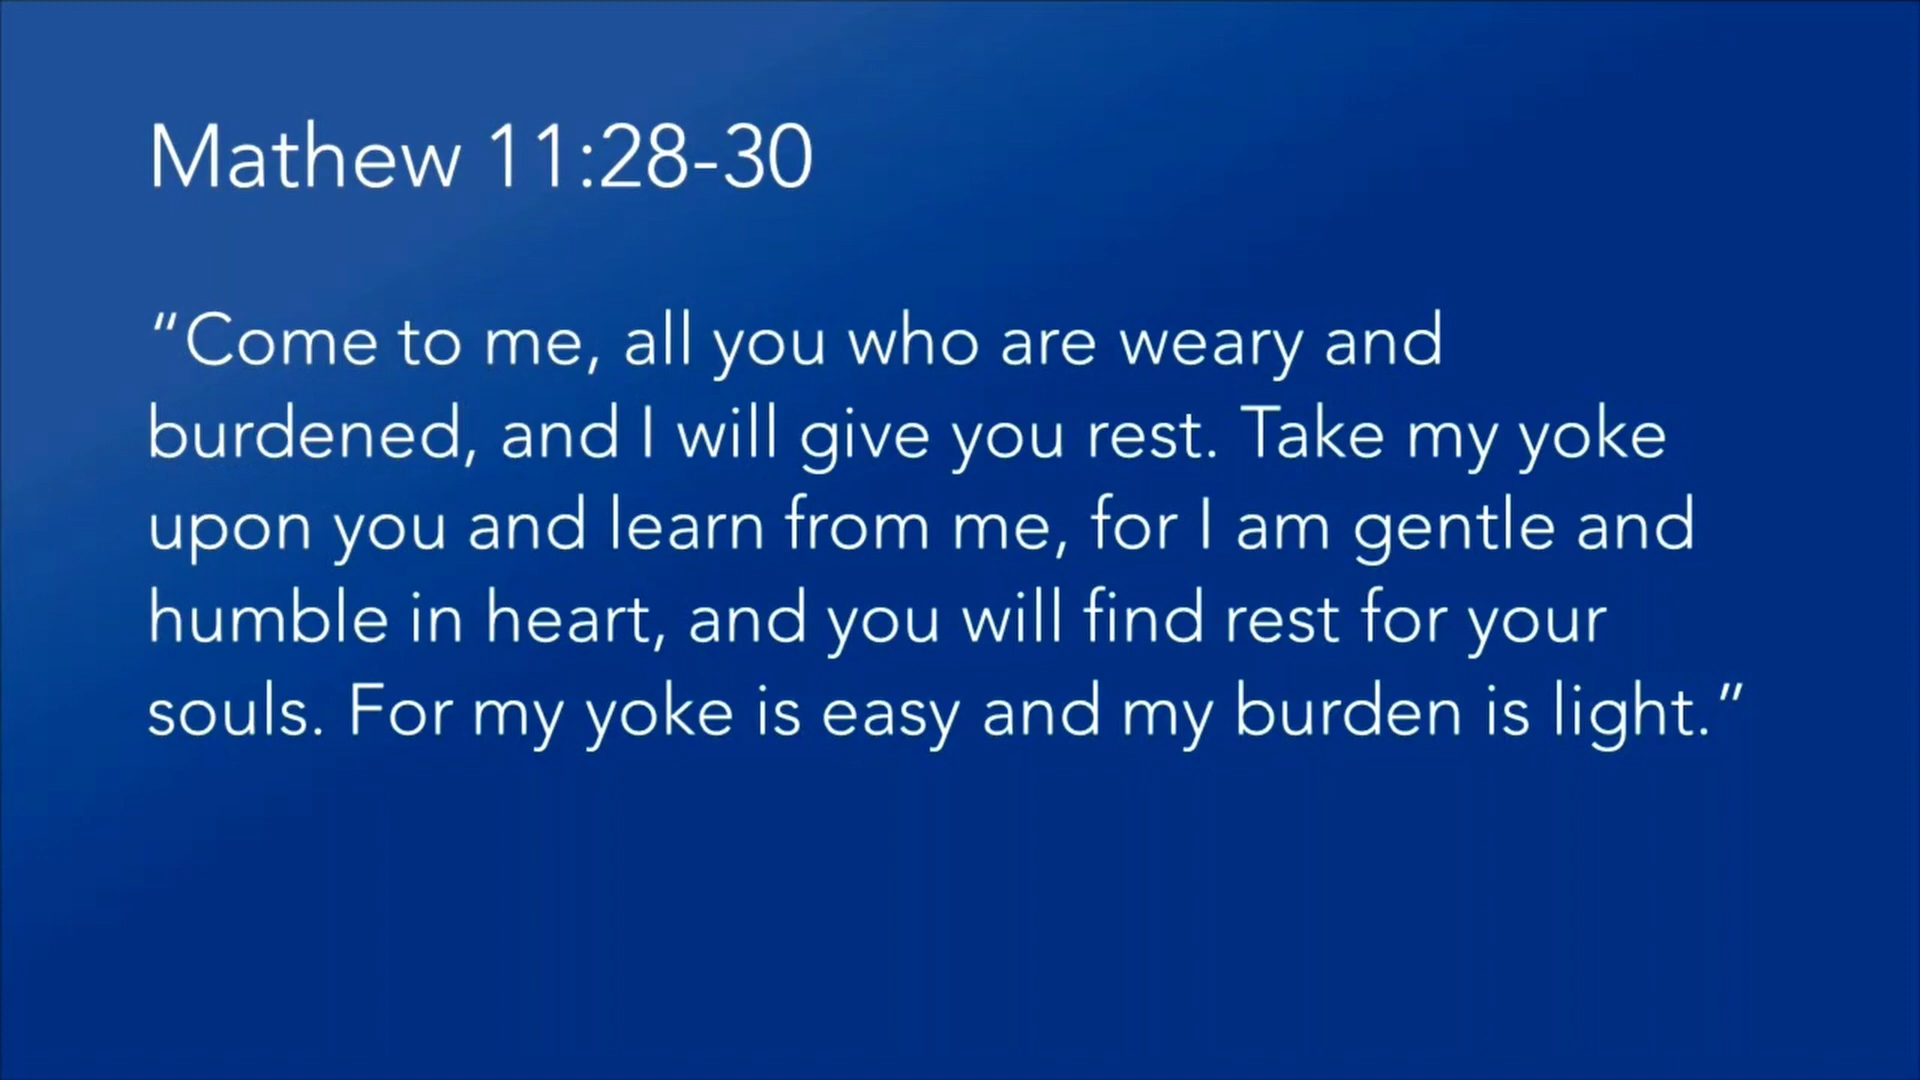 Mathew 11:28-30
“Come to me, all you who are weary and
burdened, and I will give you rest. Take my yoke
upon you and learn from me, for I am gentle and
humble in heart, and you will find rest for your
souls. For my yoke is easy and my burden is light.”